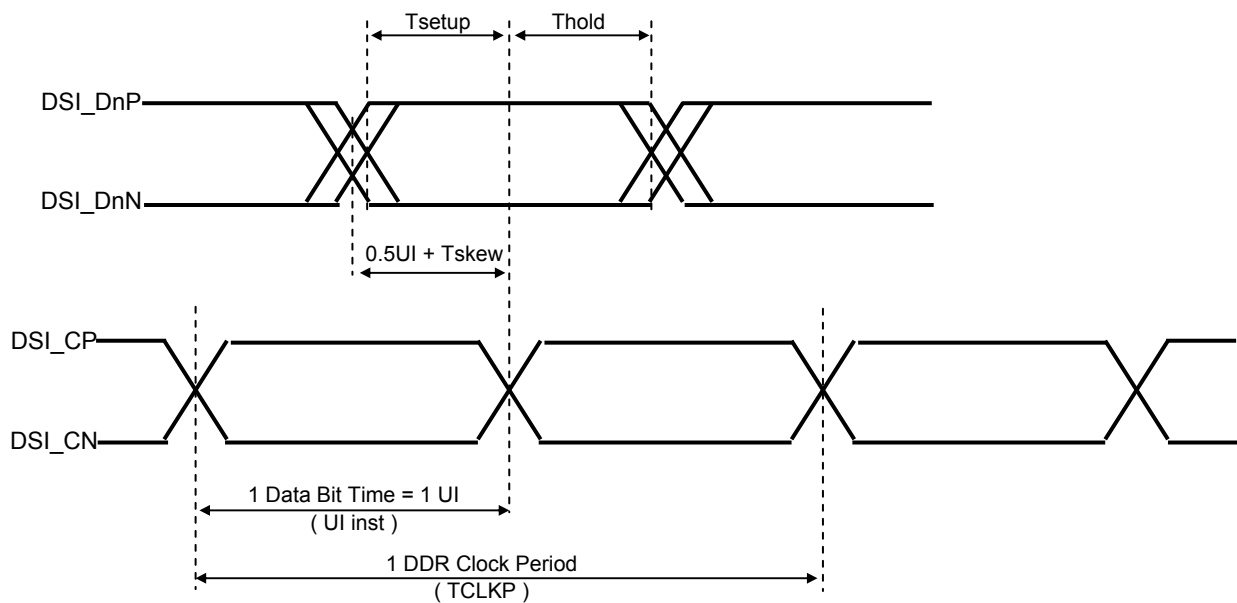 Tsetup
Thold
DSI_DnP
DSI_DnN
0.5UI + Tskew
DSI_CP
DSI_CN
1 Data Bit Time = 1 UI
( UI inst )
1 DDR Clock Period
( TCLKP )